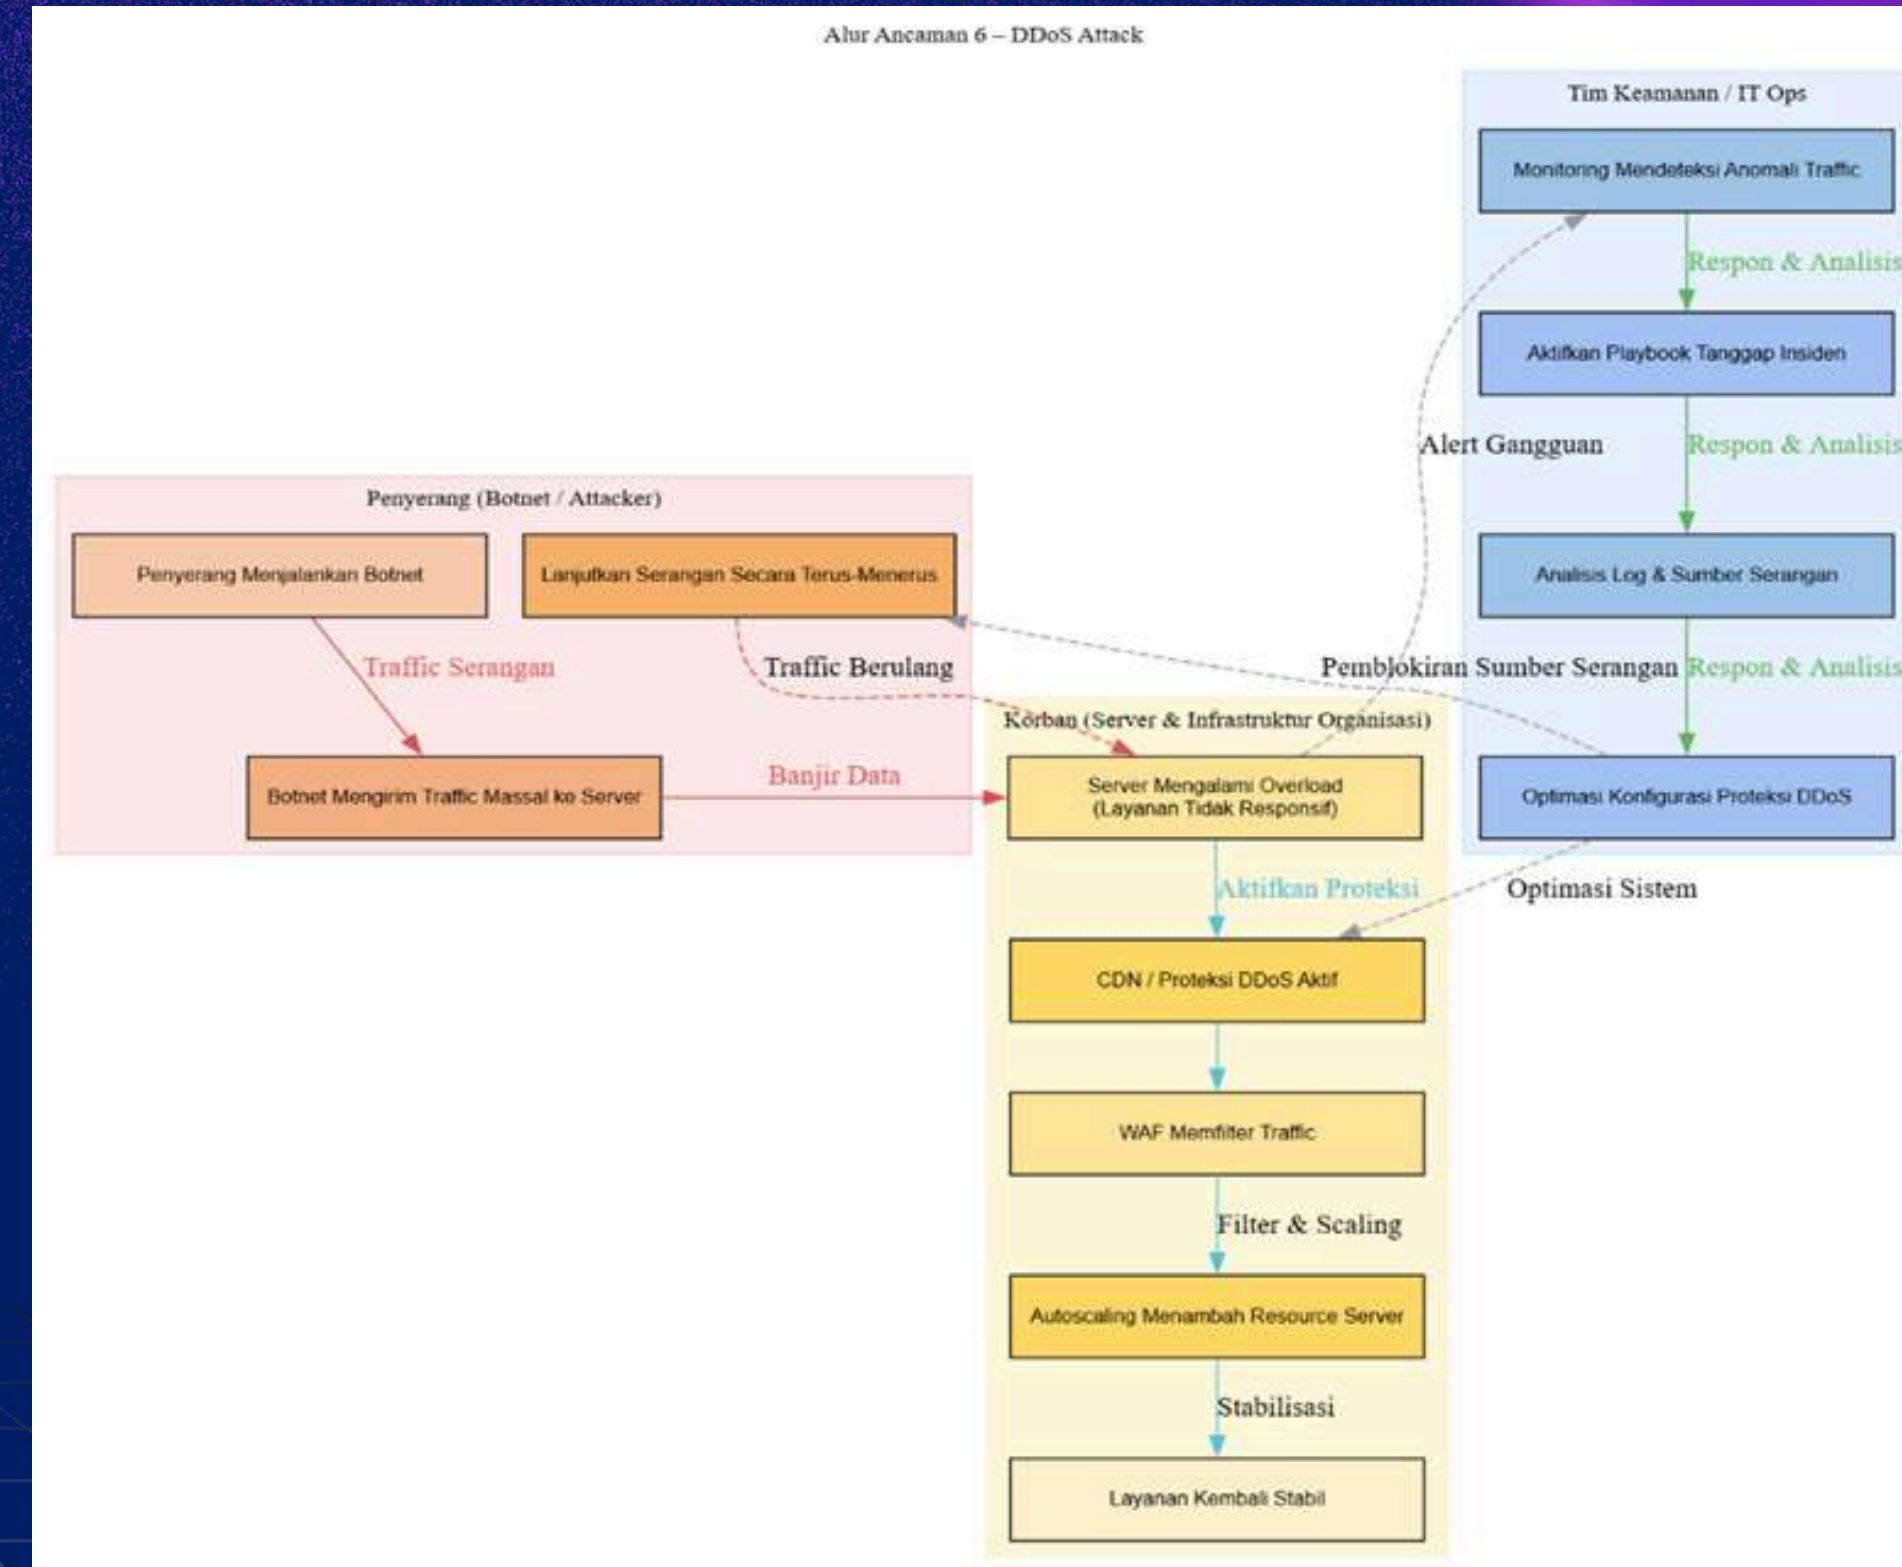 Alur Ancaman 6 – DDoS Attack
Tim Keamanan / IT Ops
Monitoring Mendeteksi Anomali Traffic
Respon & Analisis
Aktifkan Playbook Tanggap Insiden
Alert Gangguan
Respon & Analisis
Penyerang (Botnet / Attacker)
Penyerang Menjalankan Botnet
Lanjutkan Serangan Secara Terus-Menerus
Analisis Log & Sumber Serangan
Traffic Serangan
Traffic Berulang
Pemblokiran Sumber Serangan
Respon & Analisis
Korban (Server & Infrastruktur Organisasi)
Botnet Mengirim Traffic Massal ke Server
Banjir Data
Server Mengalami Overload
(Layanan Tidak Responsif)
Optimasi Konfigurasi Proteksi DDoS
Aktifkan Proteksi
Optimasi Sistem
CDN / Proteksi DDoS Aktif
WAF Memfilter Traffic
Filter & Scaling
Autoscaling Menambah Resource Server
Stabilisasi
Layanan Kembali Stabil